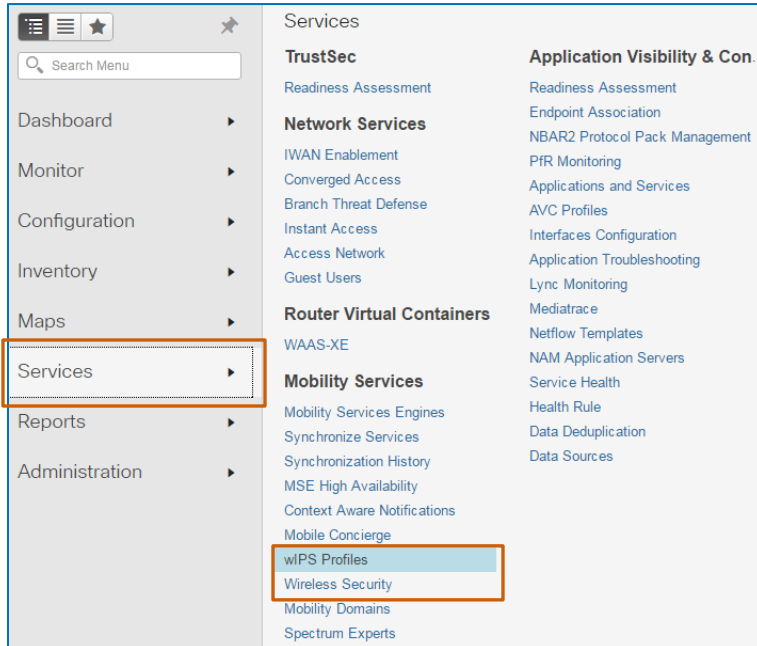 Search Menu
Dashboard
Monitor
Configuration
Inventory
Maps
Services
Reports
Administration
Services
TrustSec
Readiness Assessment
Network Services
IWAN Enablement
Converged Access
Branch Threat Defense
Instant Access
Access Network
Guest Users
Router Virtual Containers
WAAS-XE
Mobility Services
Mobility Services Engines
Synchronize Services
Synchronization History
MSE High Availability
Context Aware Notifications
Mobile Concierge
wIPS Profiles
Wireless Security
Mobility Domains
Spectrum Experts
Application Visibility & Con.
Readiness Assessment
Endpoint Association
NBAR2 Protocol Pack Management
PfR Monitoring
Applications and Services
AVC Profiles
Interfaces Configuration
Application Troubleshooting
Lync Monitoring
Mediatrace
Netflow Templates
NAM Application Servers
Service Health
Health Rule
Data Deduplication
Data Sources